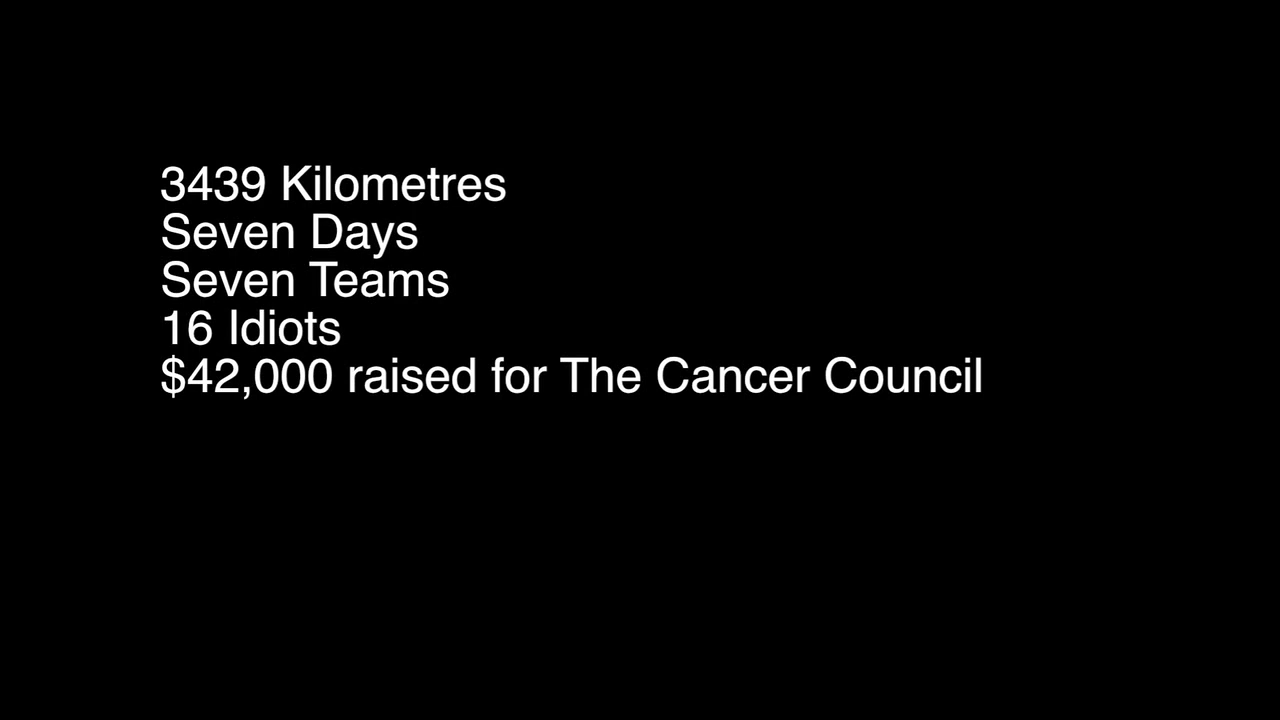 3439 Kilometres
Seven Days
Seven Teams
16 Idiots
$42,000 raised for The Cancer Council